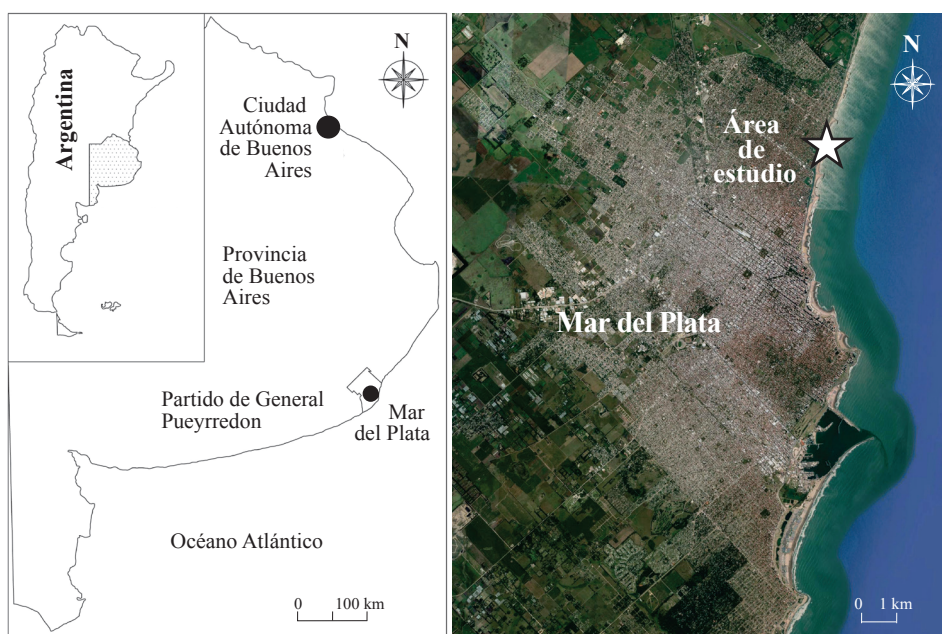 Argentina
N
Ciudad
Autónoma
de Buenos
Aires
Provincia
de Buenos
Aires
Partido de General
Pueyrredon
Mar
del Plata
Océano Atlántico
0 100 km
N
Área
de
estudio
Mar del Plata
0 1 km